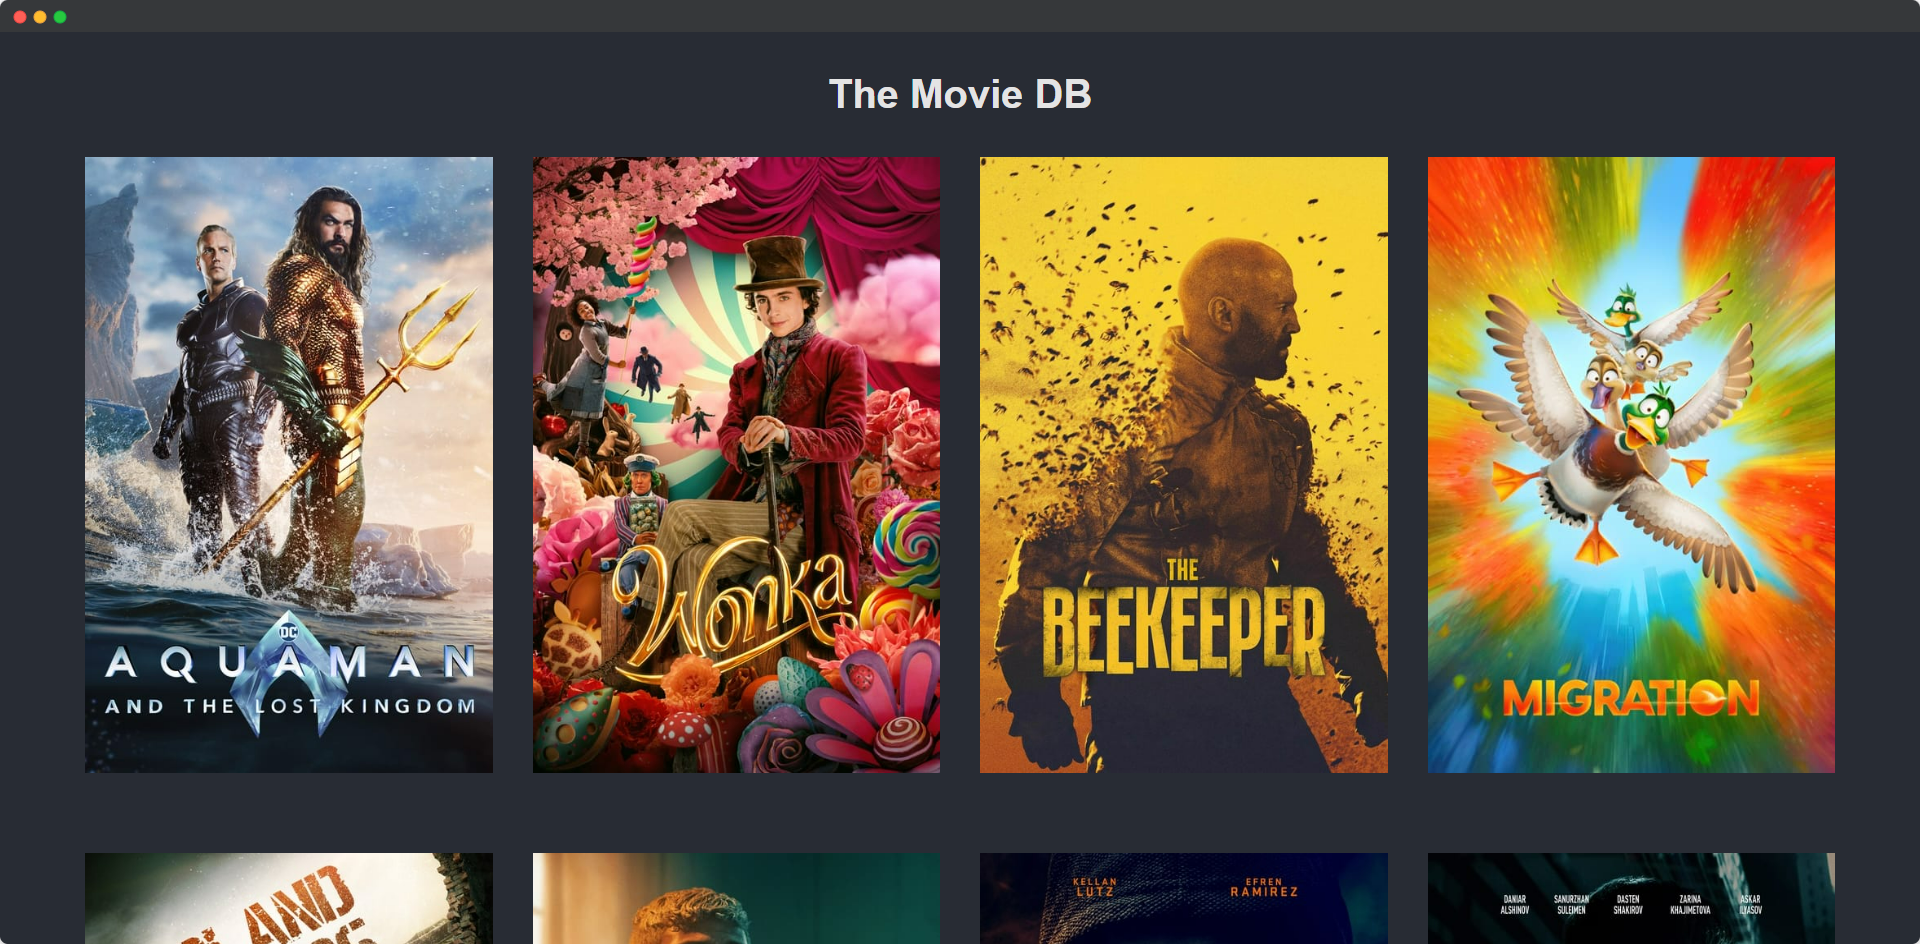 The Movie DB
DC
AQUAMAN
AND THE LOST KINGDOM
Wonka
THE
BEEKEEPER
MIGRATION
AND
KELLAN
LUTZ
EFREN
RAMIREZ
DANIAR
ALSHINOV
SANURZHAN
SULEIMEN
DASTEN
SHAKIROV
ZARINA
KHAJIMETOVA
ASKAR
ILYASOV